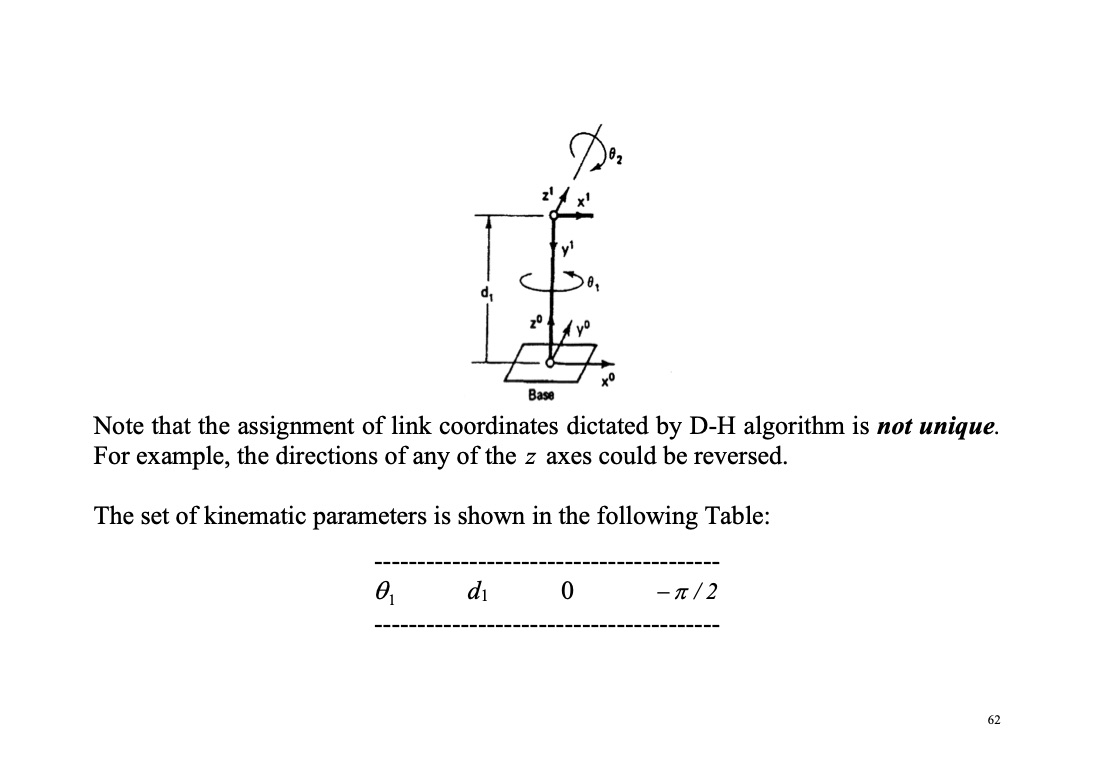 θ₂
z¹ x¹
y¹
θ₁
d₁
z⁰ y⁰
x⁰
Base
Note that the assignment of link coordinates dictated by D-H algorithm is not unique.
For example, the directions of any of the z axes could be reversed.
The set of kinematic parameters is shown in the following Table:
----------------------------------------
θ₁ d₁ 0 − π / 2
----------------------------------------
62